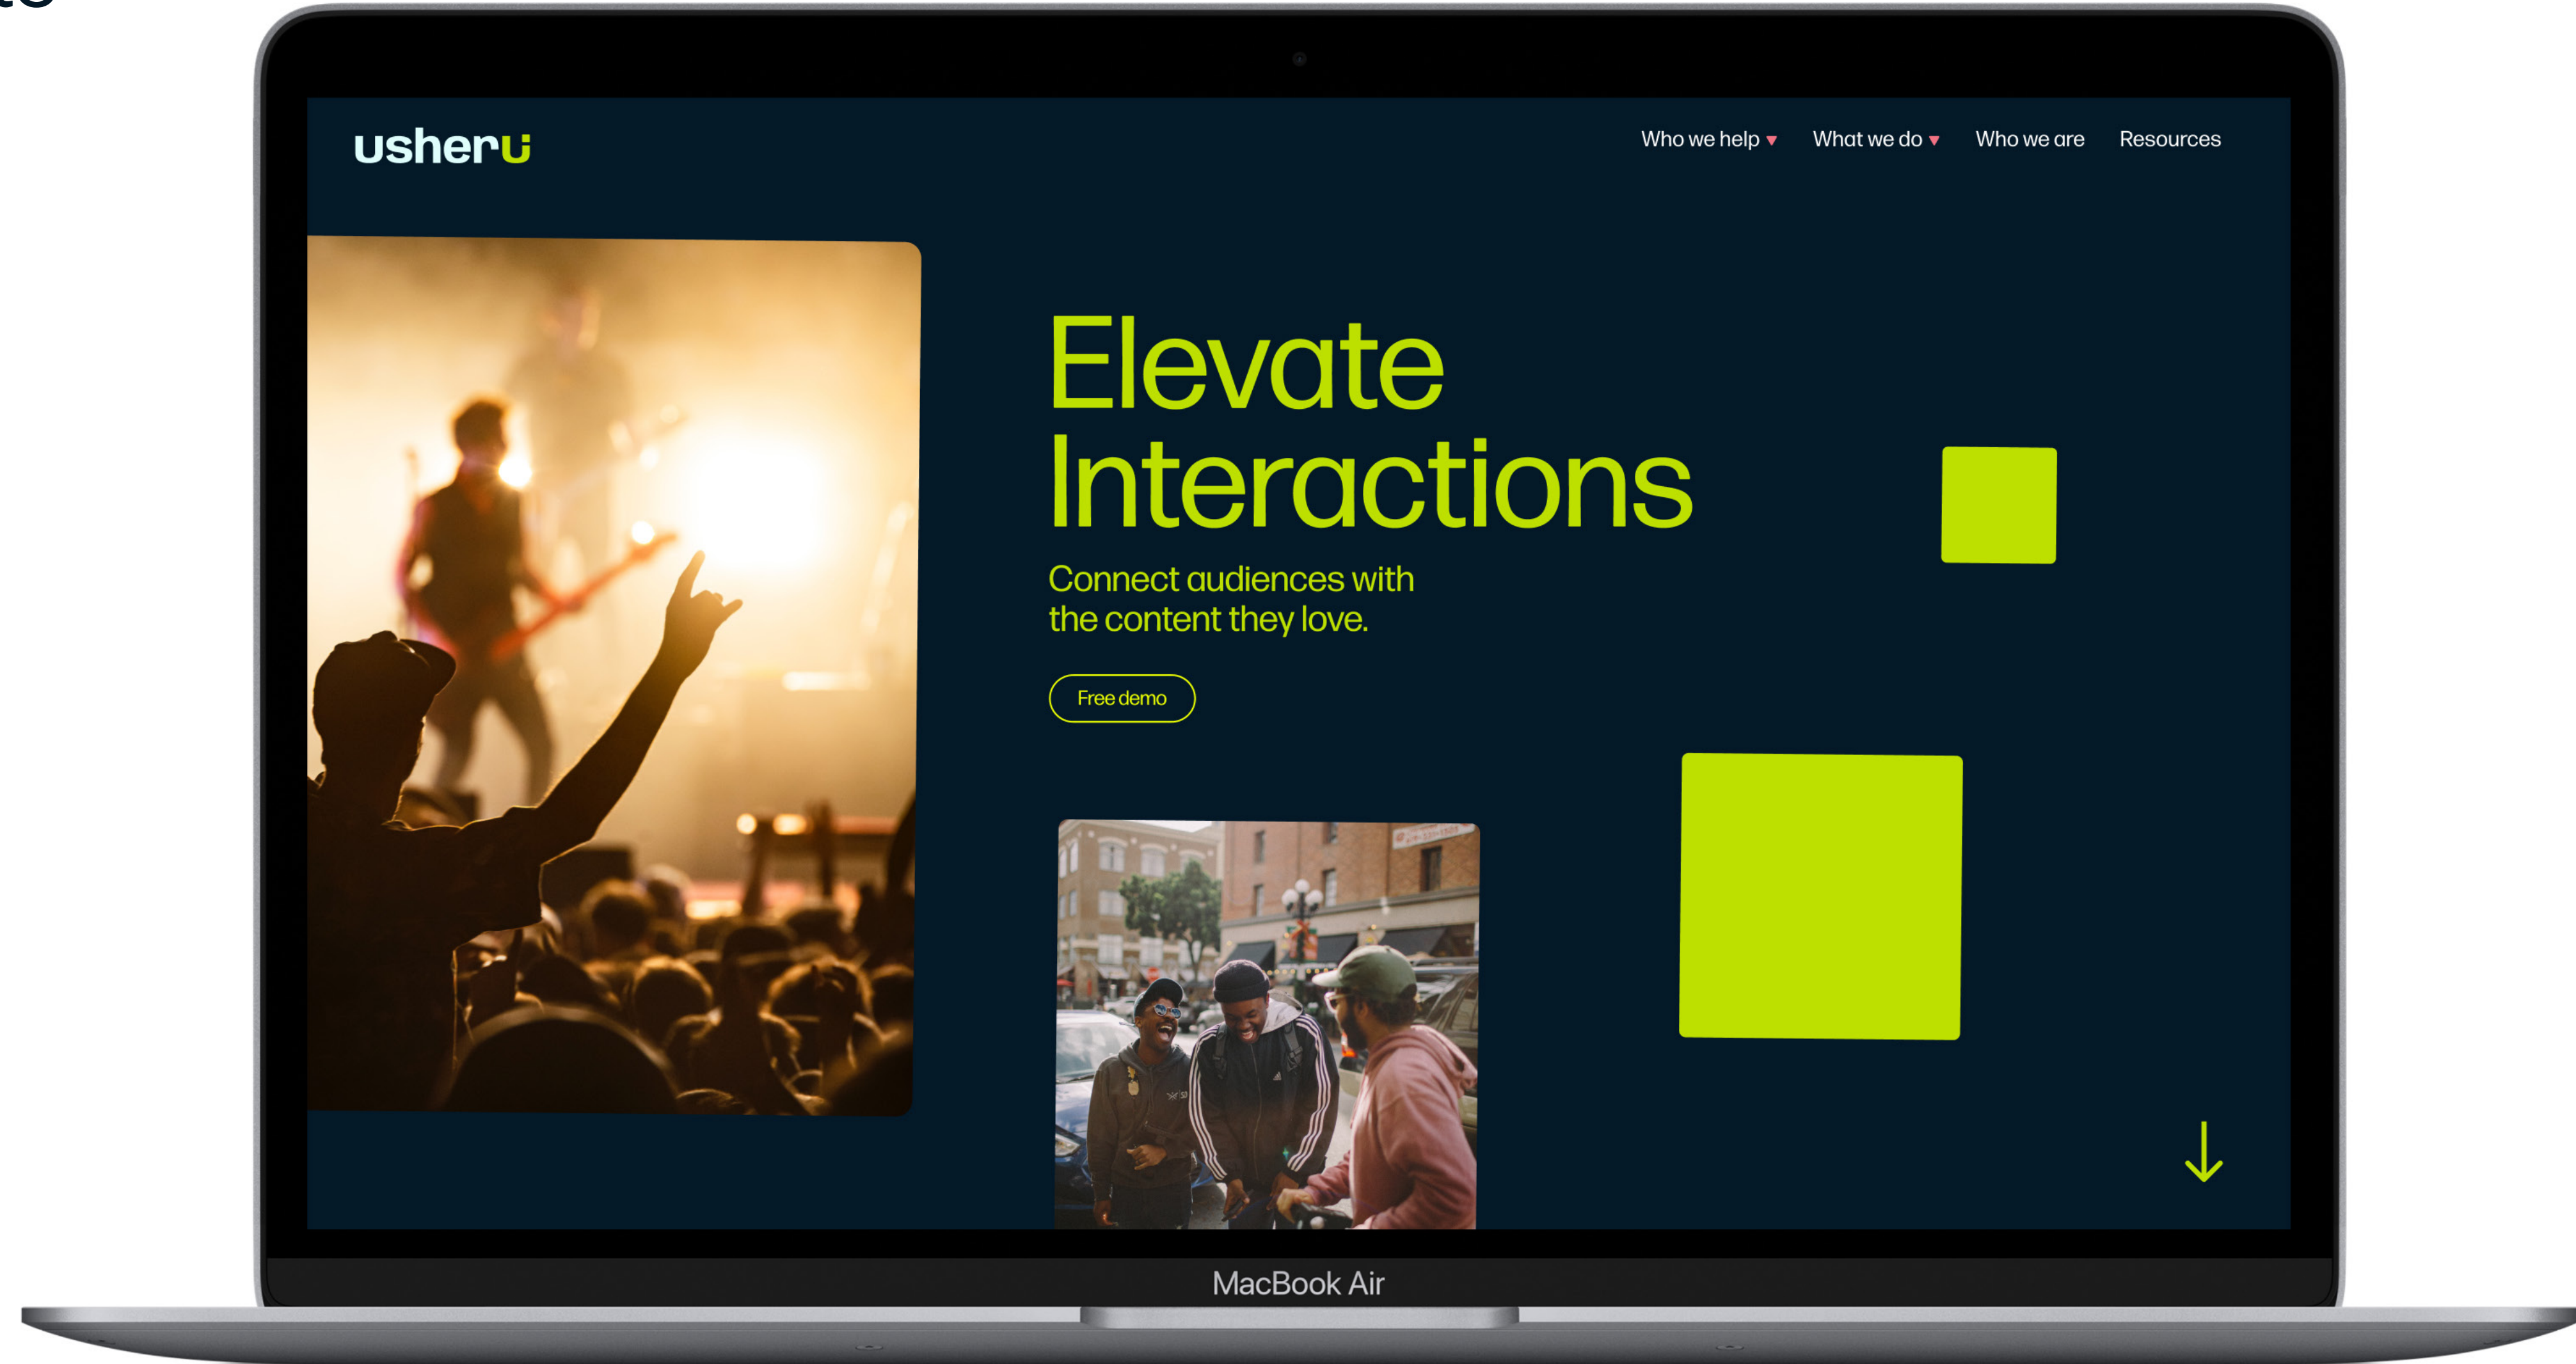 usheru
Who we help What we do Who we are Resources
Elevate
Interactions
Connect audiences with
the content they love.
Free demo
MacBook Air